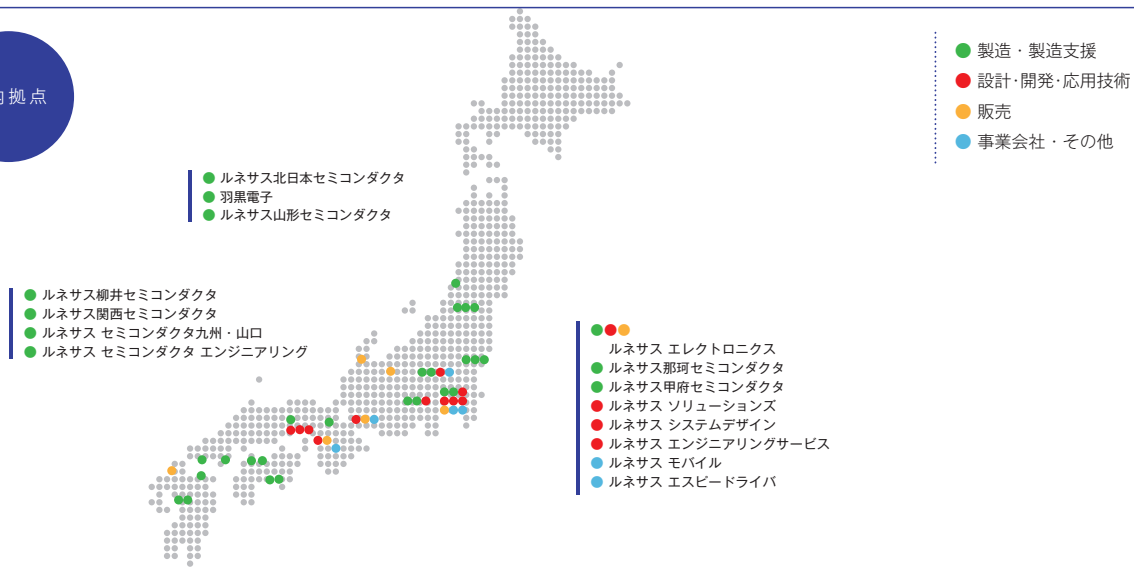 拠点
製造・製造支援
設計・開発・応用技術
販売
事業会社・その他
ルネサス北日本セミコンダクタ
羽黒電子
ルネサス山形セミコンダクタ
ルネサス柳井セミコンダクタ
ルネサス関西セミコンダクタ
ルネサス セミコンダクタ九州・山口
ルネサス セミコンダクタ エンジニアリング
ルネサス エレクトロニクス
ルネサス那珂セミコンダクタ
ルネサス甲府セミコンダクタ
ルネサス ソリューションズ
ルネサス システムデザイン
ルネサス エンジニアリングサービス
ルネサス モバイル
ルネサス エスピードライバ